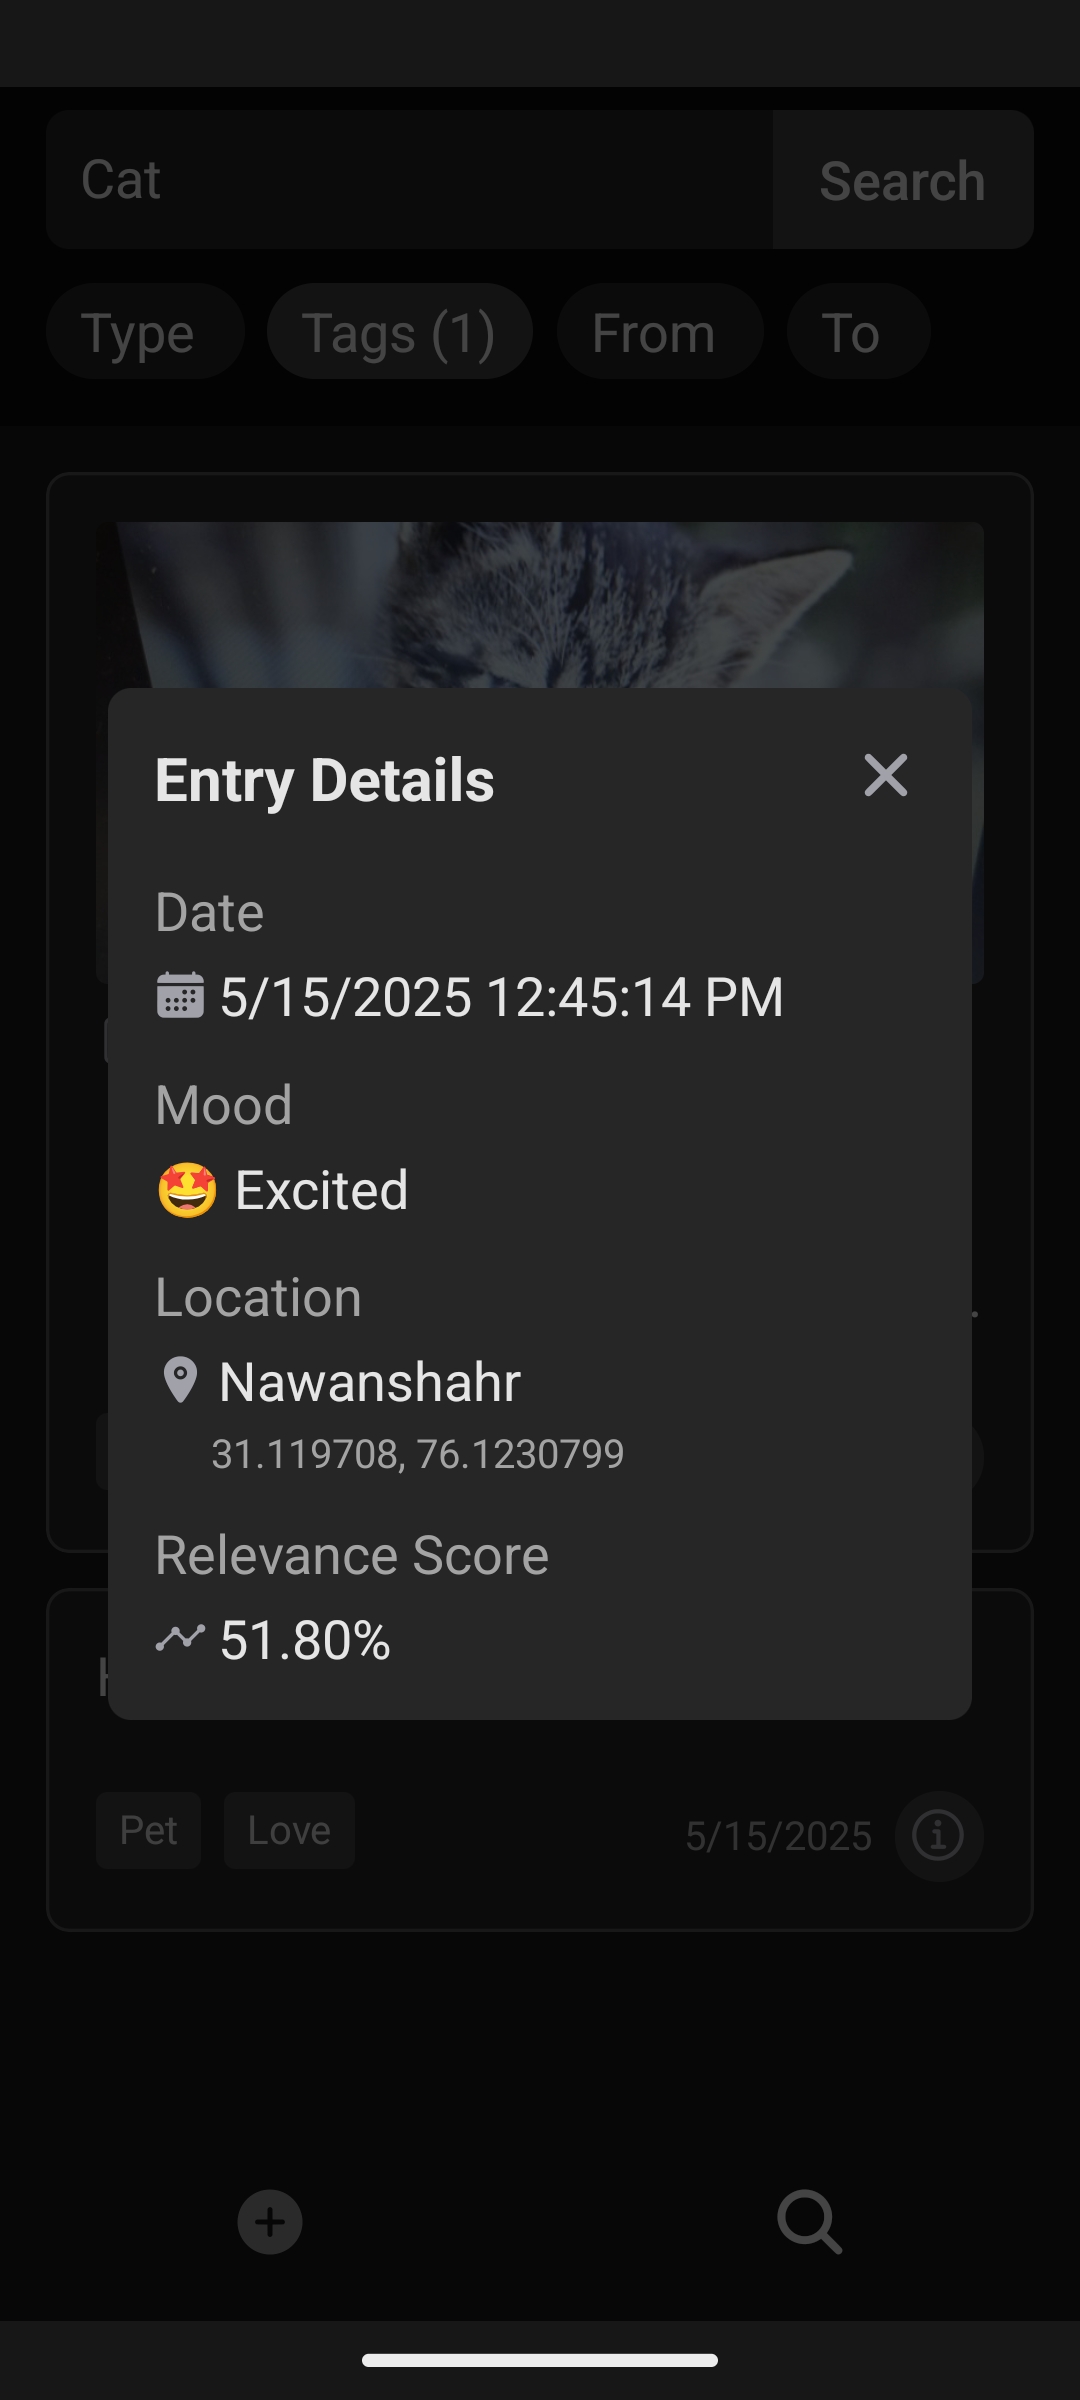 Cat
Search
Type
Tags (1)
From
To
Entry Details
Date
5/15/2025 12:45:14 PM
Mood
🤩 Excited
Location
Nawanshahr
31.119708, 76.1230799
Relevance Score
51.80%
Pet
Love
5/15/2025